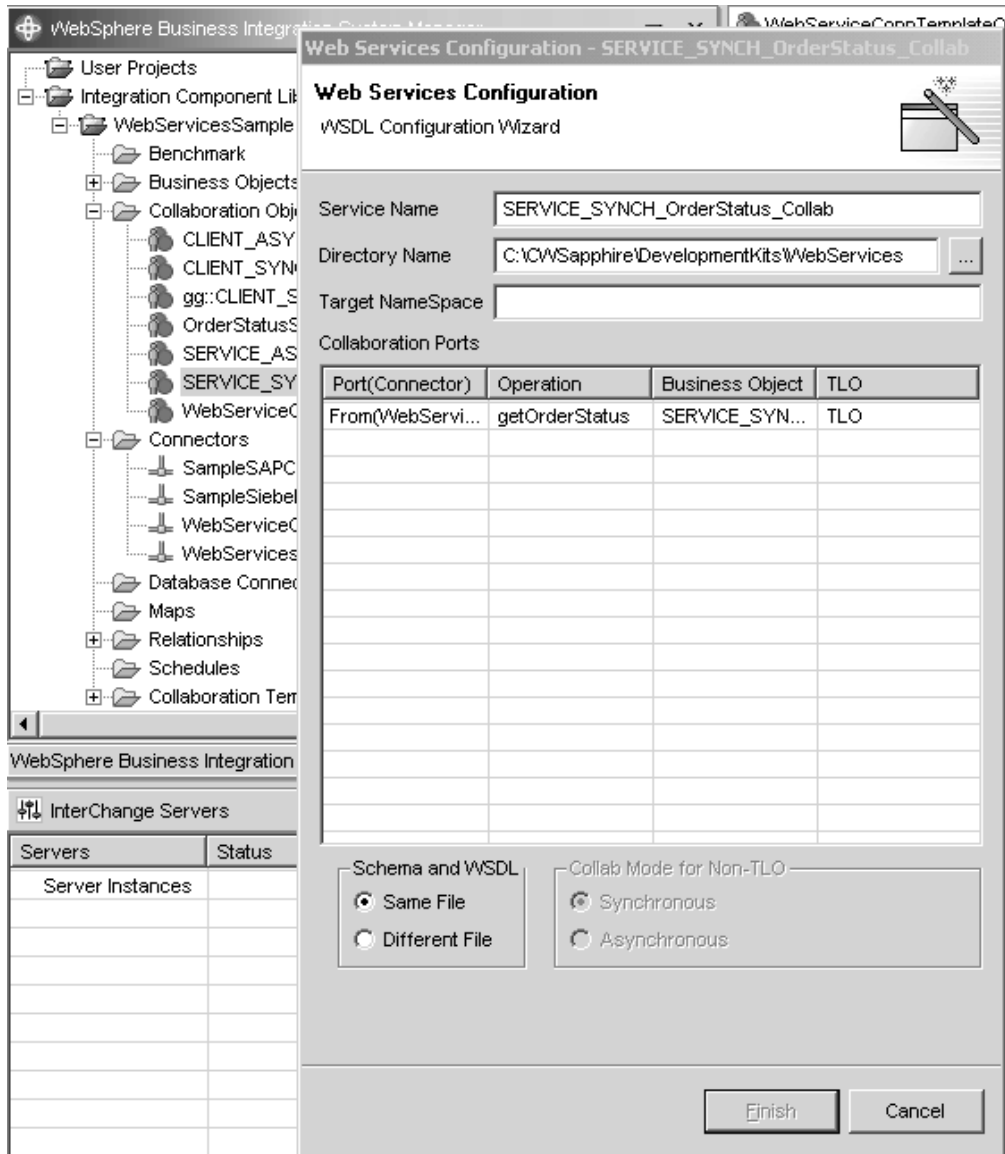 WebSphere Business Integra
WebServiceConnTemplate
User Projects
Integration Component Lib
WebServicesSample
Benchmark
Business Objects
Collaboration Obj
CLIENT_ASY
CLIENT_SYN
gg::CLIENT_S
OrderStatusS
SERVICE_AS
SERVICE_SY
WebServiceC
Connectors
SampleSAPC
SampleSiebel
WebServiceC
WebServices
Database Connec
Maps
Relationships
Schedules
Collaboration Tem
WebSphere Business Integration
InterChange Servers
Servers Status
Server Instances
Web Services Configuration - SERVICE_SYNCH_OrderStatus_Collab
Web Services Configuration
WSDL Configuration Wizard
Service Name SERVICE_SYNCH_OrderStatus_Collab
Directory Name C:\CWSapphire\DevelopmentKits\WebServices ...
Target NameSpace
Collaboration Ports
Port(Connector) Operation Business Object TLO
From(WebServi... getOrderStatus SERVICE_SYN... TLO
Schema and WSDL
Same File
Different File
Collab Mode for Non-TLO
Synchronous
Asynchronous
Finish Cancel